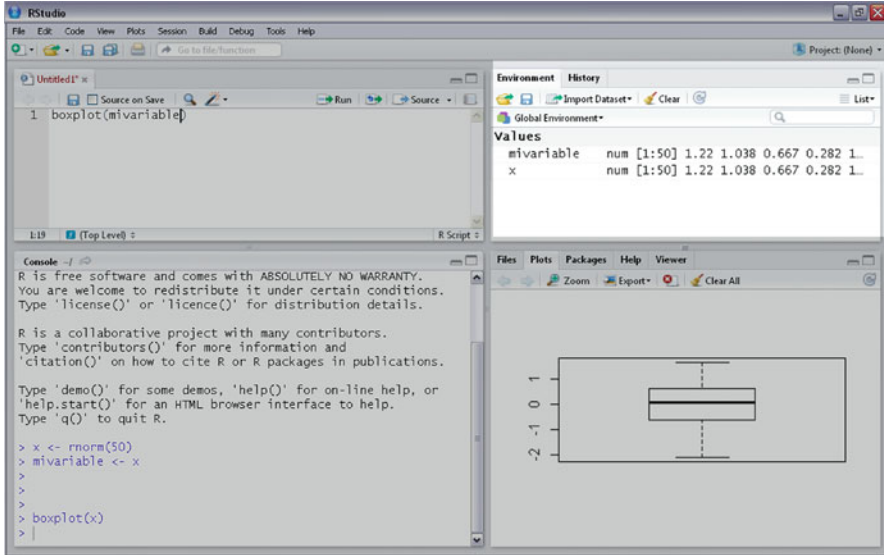 RStudio
File Edit Code View Plots Session Build Debug Tools Help
Go to file/function
Project: (None)
Untitled1* ×
Source on Save
Run
Source
1 boxplot(mivariable)
1:19
(Top Level)
R Script
Environment History
Import Dataset
Clear
List
Global Environment
Values
mivariable num [1:50] 1.22 1.038 0.667 0.282 1…
x num [1:50] 1.22 1.038 0.667 0.282 1…
Console ~/
R is free software and comes with ABSOLUTELY NO WARRANTY.
You are welcome to redistribute it under certain conditions.
Type 'license()' or 'licence()' for distribution details.
R is a collaborative project with many contributors.
Type 'contributors()' for more information and
'citation()' on how to cite R or R packages in publications.
Type 'demo()' for some demos, 'help()' for on-line help, or
'help.start()' for an HTML browser interface to help.
Type 'q()' to quit R.
> x <- rnorm(50)
> mivariable <- x
>
>
>
> boxplot(x)
>
Files Plots Packages Help Viewer
Zoom
Export
Clear All
1
0
-1
-2